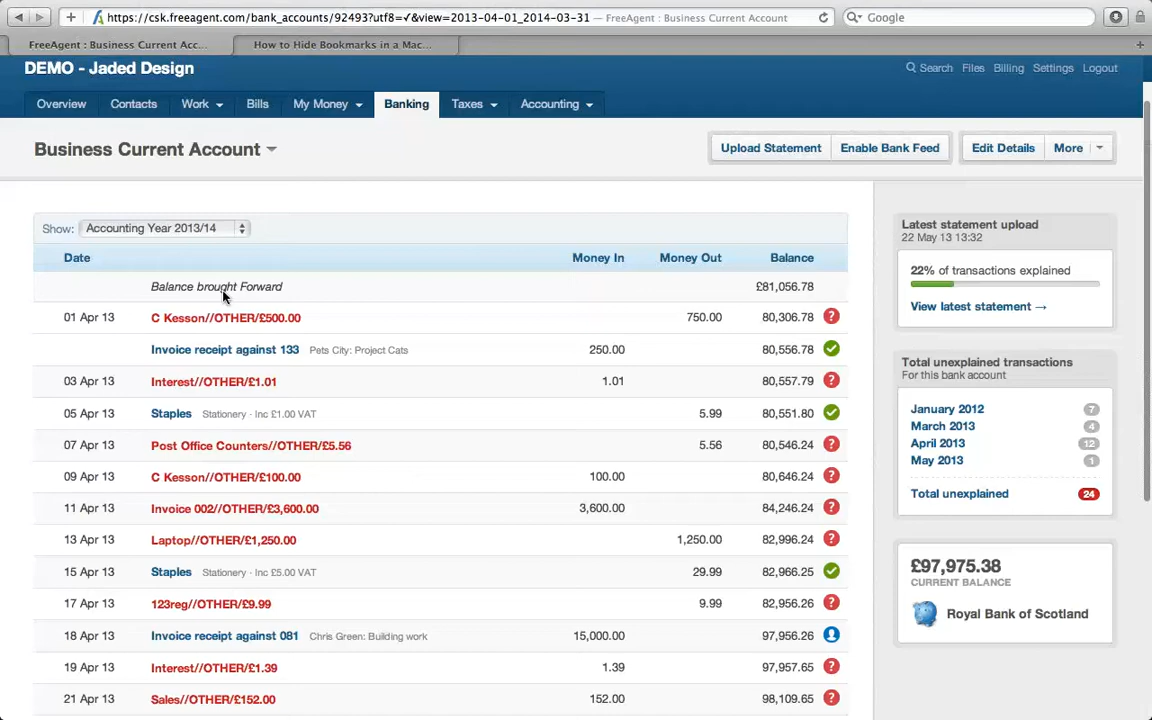 https://csk.freeagent.com/bank_accounts/92493?utf8=✓&view=2013-04-01_2014-03-31 — FreeAgent : Business Current Account
Google
FreeAgent : Business Current Acc...
How to Hide Bookmarks in a Mac...
DEMO - Jaded Design
Search Files Billing Settings Logout
Overview Contacts Work Bills My Money Banking Taxes Accounting
Business Current Account
Upload Statement Enable Bank Feed Edit Details More
Show: Accounting Year 2013/14
Date Money In Money Out Balance
Balance brought Forward £81,056.78
01 Apr 13 C Kesson//OTHER/£500.00 750.00 80,306.78 ?
Invoice receipt against 133 Pets City: Project Cats 250.00 80,556.78
03 Apr 13 Interest//OTHER/£1.01 1.01 80,557.79 ?
05 Apr 13 Staples Stationery · Inc £1.00 VAT 5.99 80,551.80
07 Apr 13 Post Office Counters//OTHER/£5.56 5.56 80,546.24 ?
09 Apr 13 C Kesson//OTHER/£100.00 100.00 80,646.24 ?
11 Apr 13 Invoice 002//OTHER/£3,600.00 3,600.00 84,246.24 ?
13 Apr 13 Laptop//OTHER/£1,250.00 1,250.00 82,996.24 ?
15 Apr 13 Staples Stationery · Inc £5.00 VAT 29.99 82,966.25
17 Apr 13 123reg//OTHER/£9.99 9.99 82,956.26 ?
18 Apr 13 Invoice receipt against 081 Chris Green: Building work 15,000.00 97,956.26
19 Apr 13 Interest//OTHER/£1.39 1.39 97,957.65 ?
21 Apr 13 Sales//OTHER/£152.00 152.00 98,109.65 ?
Latest statement upload
22 May 13 13:32
22% of transactions explained
View latest statement →
Total unexplained transactions
For this bank account
January 2012 7
March 2013 4
April 2013 12
May 2013 1
Total unexplained 24
£97,975.38
CURRENT BALANCE
Royal Bank of Scotland